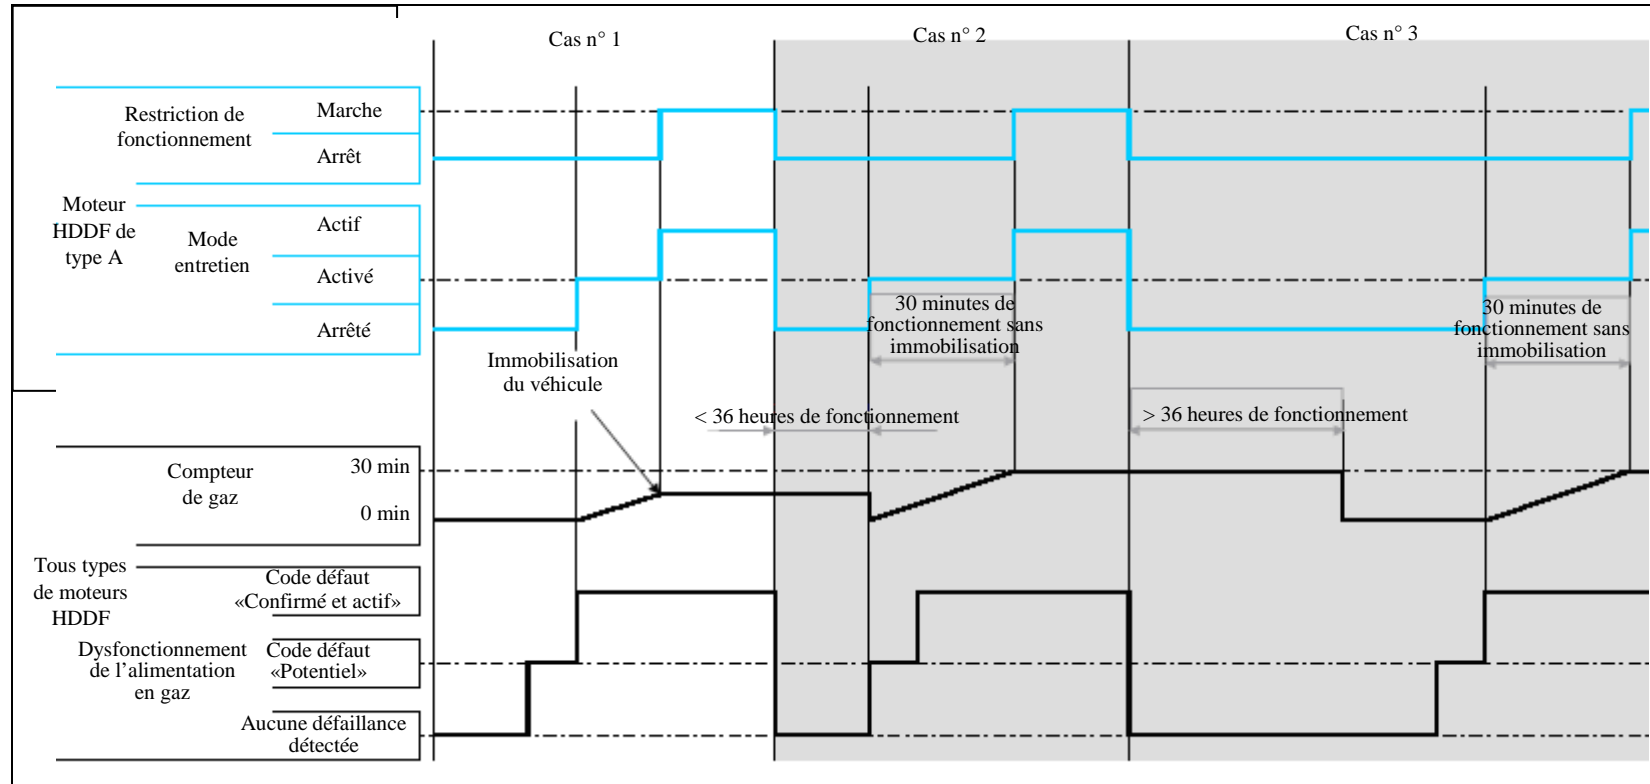 Cas n° 1
Cas n° 2
Cas n° 3
Restriction de
fonctionnement
Marche
Arrêt
Moteur
HDDF de
type A
Mode
entretien
Actif
Activé
Arrêté
30 minutes de
fonctionnement sans
immobilisation
30 minutes de
fonctionnement sans
immobilisation
Immobilisation
du véhicule
< 36 heures de fonctionnement
> 36 heures de fonctionnement
Compteur
de gaz
30 min
0 min
Tous types
de moteurs
HDDF
Code défaut
«Confirmé et actif»
Dysfonctionnement
de l’alimentation
en gaz
Code défaut
«Potentiel»
Aucune défaillance
détectée